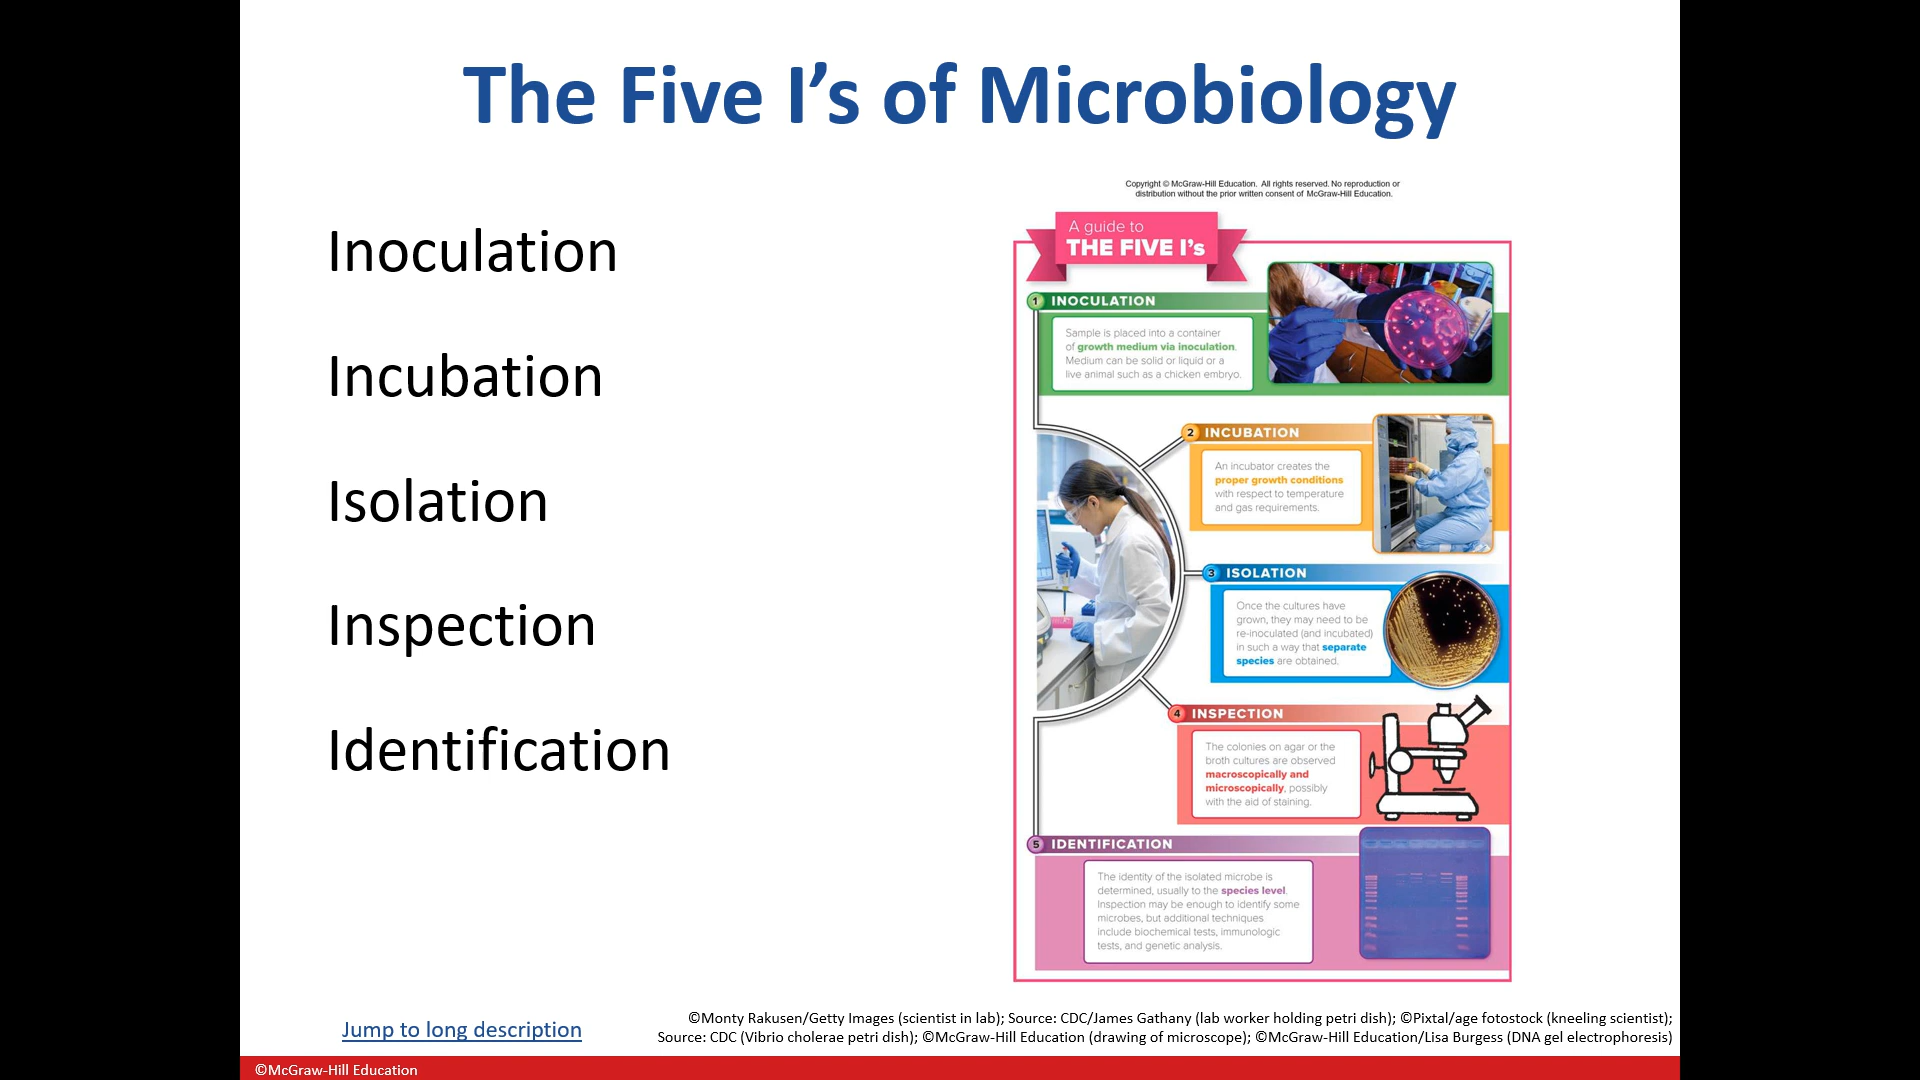 The Five I’s of Microbiology
Inoculation
Incubation
Isolation
Inspection
Identification
Copyright © McGraw-Hill Education. All rights reserved. No reproduction or
distribution without the prior written consent of McGraw-Hill Education.
A guide to
THE FIVE I’s
1 INOCULATION
Sample is placed into a container
of growth medium via inoculation.
Medium can be solid or liquid or a
live animal such as a chicken embryo.
2 INCUBATION
An incubator creates the
proper growth conditions
with respect to temperature
and gas requirements.
3 ISOLATION
Once the cultures have
grown, they may need to be
re-inoculated (and incubated)
in such a way that separate
species are obtained.
4 INSPECTION
The colonies on agar or the
broth cultures are observed
macroscopically and
microscopically, possibly
with the aid of staining.
5 IDENTIFICATION
The identity of the isolated microbe is
determined, usually to the species level.
Inspection may be enough to identify some
microbes, but additional techniques
include biochemical tests, immunologic
tests, and genetic analysis.
Jump to long description
©Monty Rakusen/Getty Images (scientist in lab); Source: CDC/James Gathany (lab worker holding petri dish); ©Pixtal/age fotostock (kneeling scientist);
Source: CDC (Vibrio cholerae petri dish); ©McGraw-Hill Education (drawing of microscope); ©McGraw-Hill Education/Lisa Burgess (DNA gel electrophoresis)
©McGraw-Hill Education